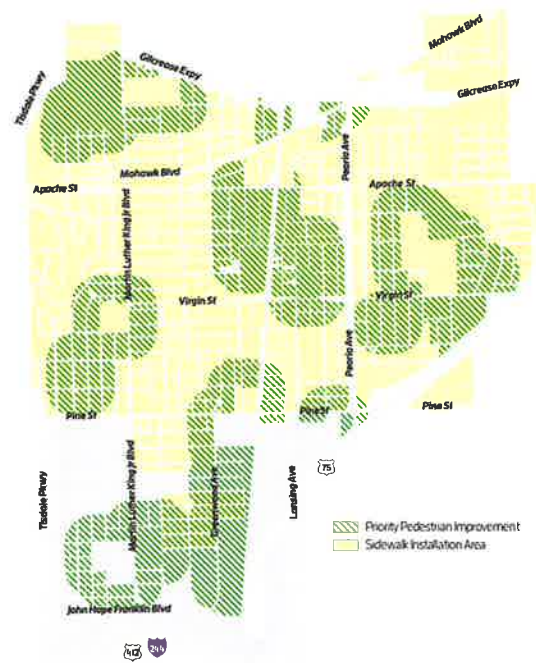 Mohawk Blvd
Gilcrease Expy
Gilcrease Expy
Tisdale Pkwy
Peoria Ave
Mohawk Blvd
Apache St
Apache St
Martin Luther King Jr Blvd
Virgin St
Virgin St
Peoria Ave
Pine St
Pine St
Pine St
Tisdale Pkwy
Martin Luther King Jr Blvd
Greenwood Ave
Lansing Ave
75
Priority Pedestrian Improvement
Sidewalk Installation Area
John Hope Franklin Blvd
412
244